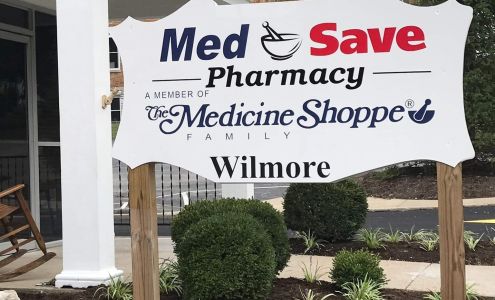 Med Save
Pharmacy
A MEMBER OF
The Medicine Shoppe®
FAMILY
Wilmore